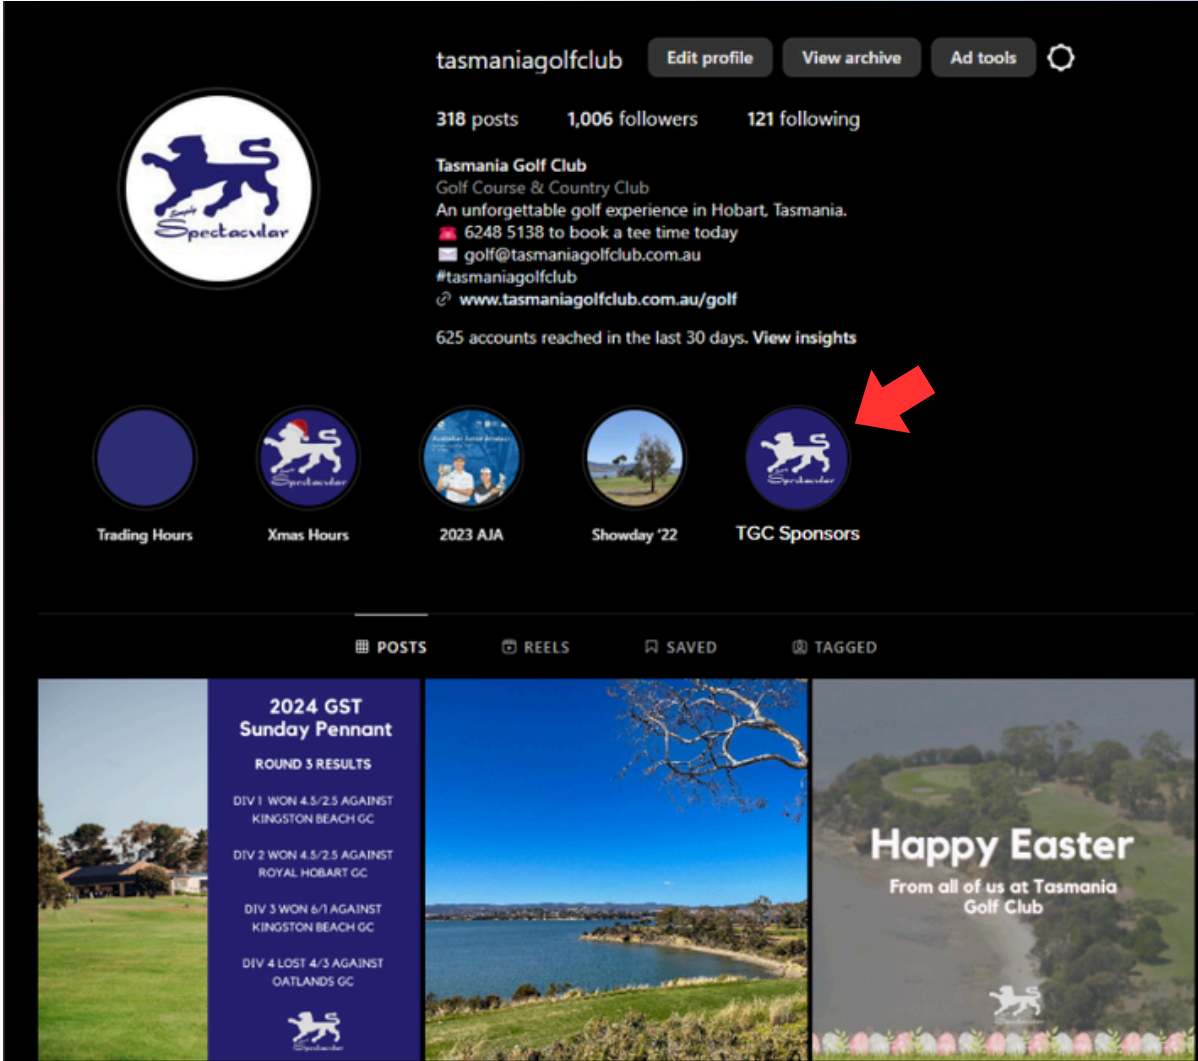 tasmaniagolfclub
Edit profile
View archive
Ad tools
318 posts
1,006 followers
121 following
Simply
Spectacular
Tasmania Golf Club
Golf Course & Country Club
An unforgettable golf experience in Hobart, Tasmania.
6248 5138 to book a tee time today
golf@tasmaniagolfclub.com.au
#tasmaniagolfclub
www.tasmaniagolfclub.com.au/golf
625 accounts reached in the last 30 days. View insights
Spectacular
Spectacular
Trading Hours
Xmas Hours
2023 AJA
Showday '22
TGC Sponsors
POSTS
REELS
SAVED
TAGGED
2024 GST
Sunday Pennant
ROUND 3 RESULTS
DIV 1 WON 4.5/2.5 AGAINST
KINGSTON BEACH GC
DIV 2 WON 4.5/2.5 AGAINST
ROYAL HOBART GC
DIV 3 WON 6/1 AGAINST
KINGSTON BEACH GC
DIV 4 LOST 4/3 AGAINST
OATLANDS GC
Spectacular
Happy Easter
From all of us at Tasmania
Golf Club
Spectacular